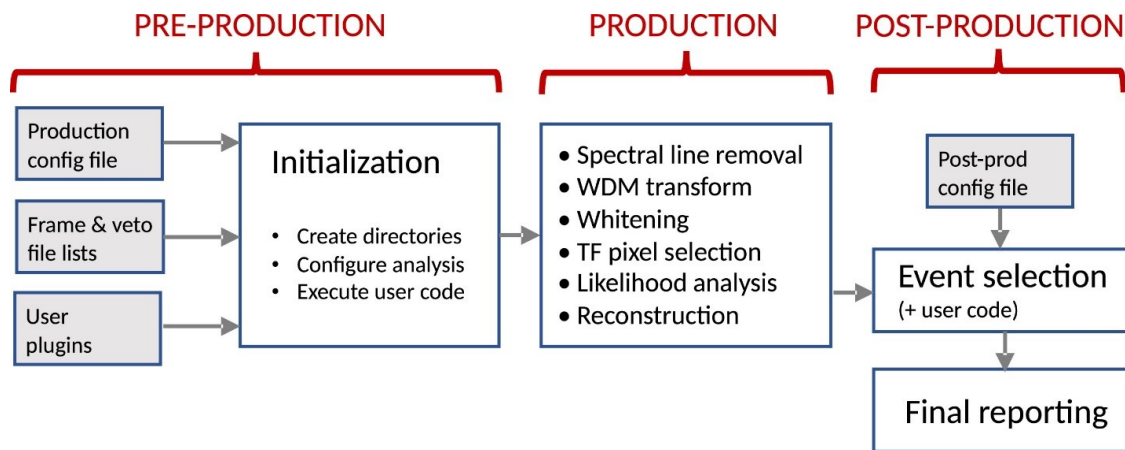 PRE-PRODUCTION
PRODUCTION
POST-PRODUCTION
Production
config file
Frame & veto
file lists
User
plugins
Initialization
• Create directories
• Configure analysis
• Execute user code
• Spectral line removal
• WDM transform
• Whitening
• TF pixel selection
• Likelihood analysis
• Reconstruction
Post-prod
config file
Event selection
(+ user code)
Final reporting